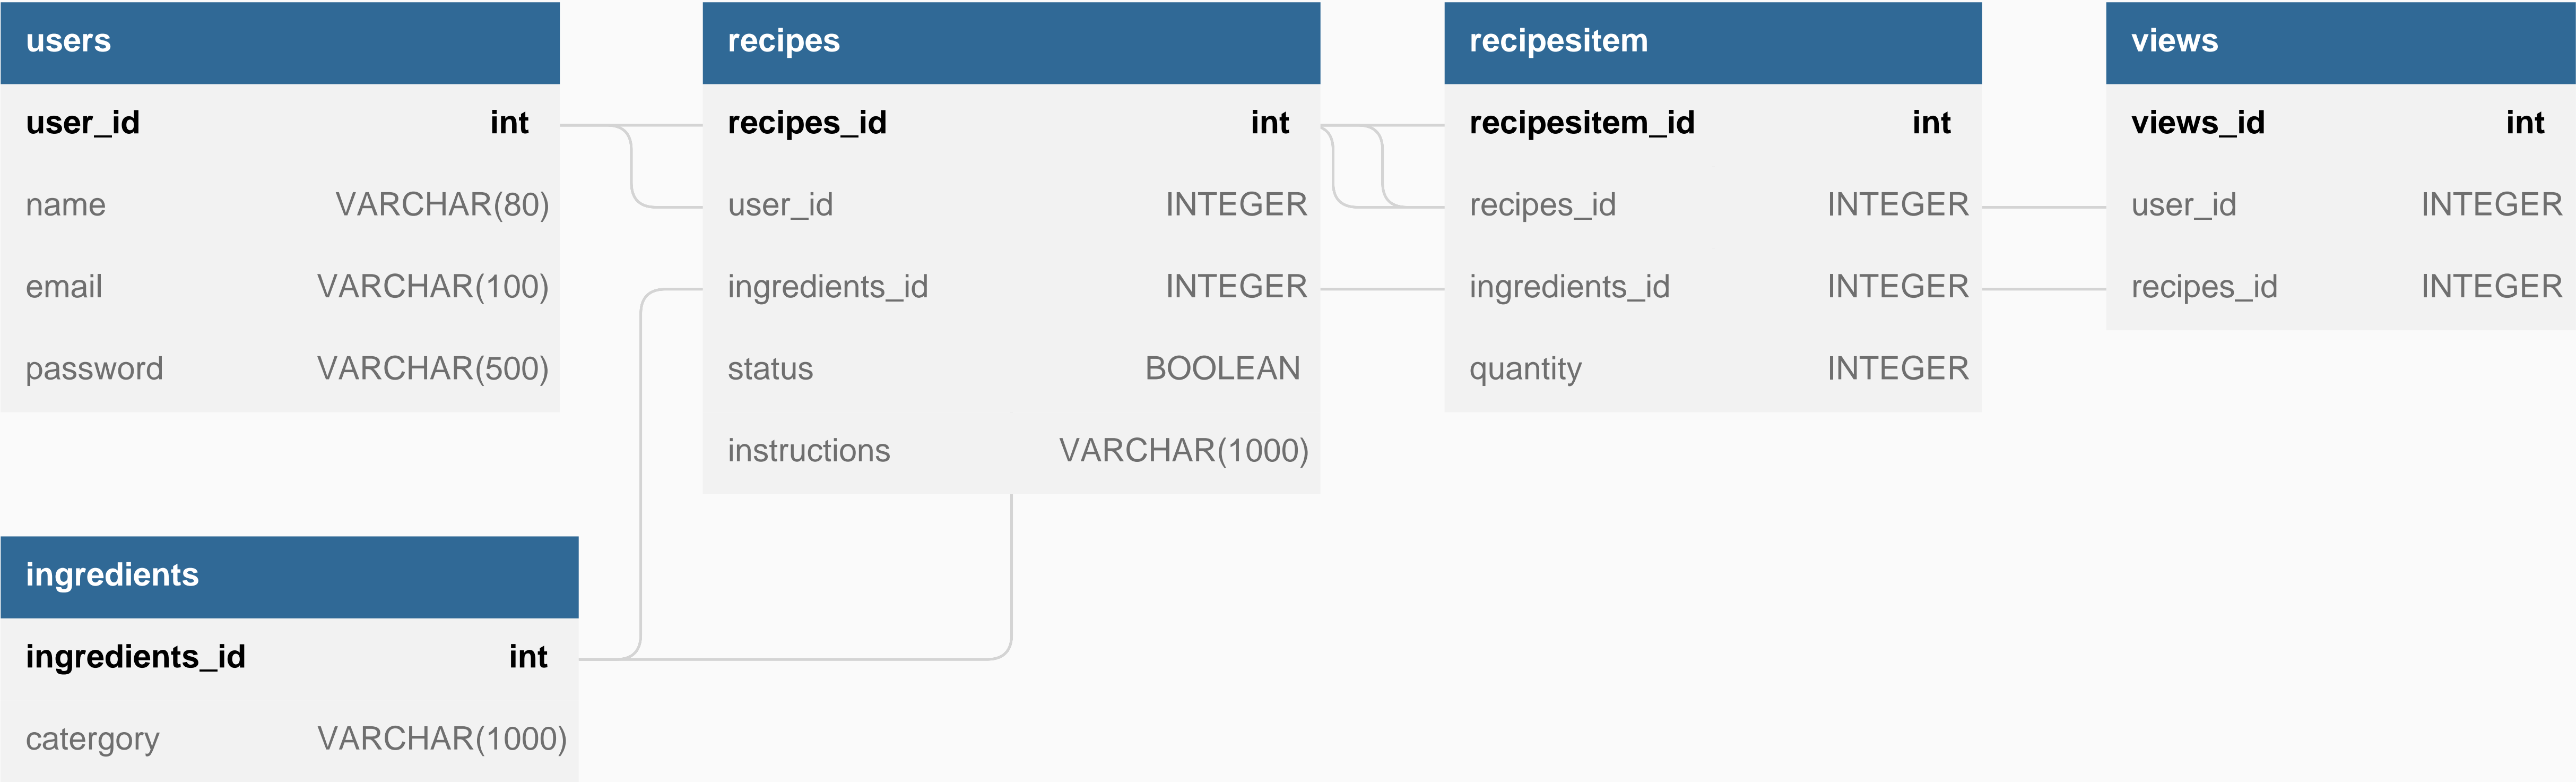 users
user_id int
name VARCHAR(80)
email VARCHAR(100)
password VARCHAR(500)
recipes
recipes_id int
user_id INTEGER
ingredients_id INTEGER
status BOOLEAN
instructions VARCHAR(1000)
recipesitem
recipesitem_id int
recipes_id INTEGER
ingredients_id INTEGER
quantity INTEGER
views
views_id int
user_id INTEGER
recipes_id INTEGER
ingredients
ingredients_id int
catergory VARCHAR(1000)